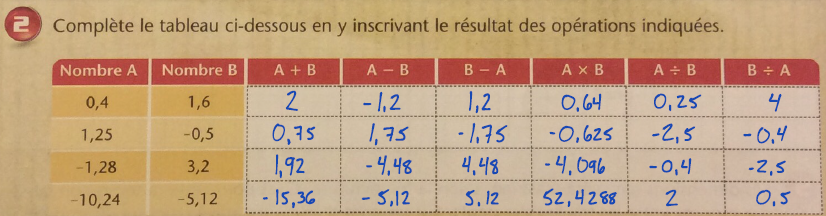 2 Complète le tableau ci-dessous en y inscrivant le résultat des opérations indiquées.
Nombre A Nombre B A + B A − B B − A A × B A ÷ B B ÷ A
0,4 1,6 2 -1,2 1,2 0,64 0,25 4
1,25 −0,5 0,75 1,75 -1,75 -0,625 -2,5 -0,4
−1,28 3,2 1,92 -4,48 4,48 -4,096 -0,4 -2,5
−10,24 −5,12 -15,36 -5,12 5,12 52,4288 2 0,5